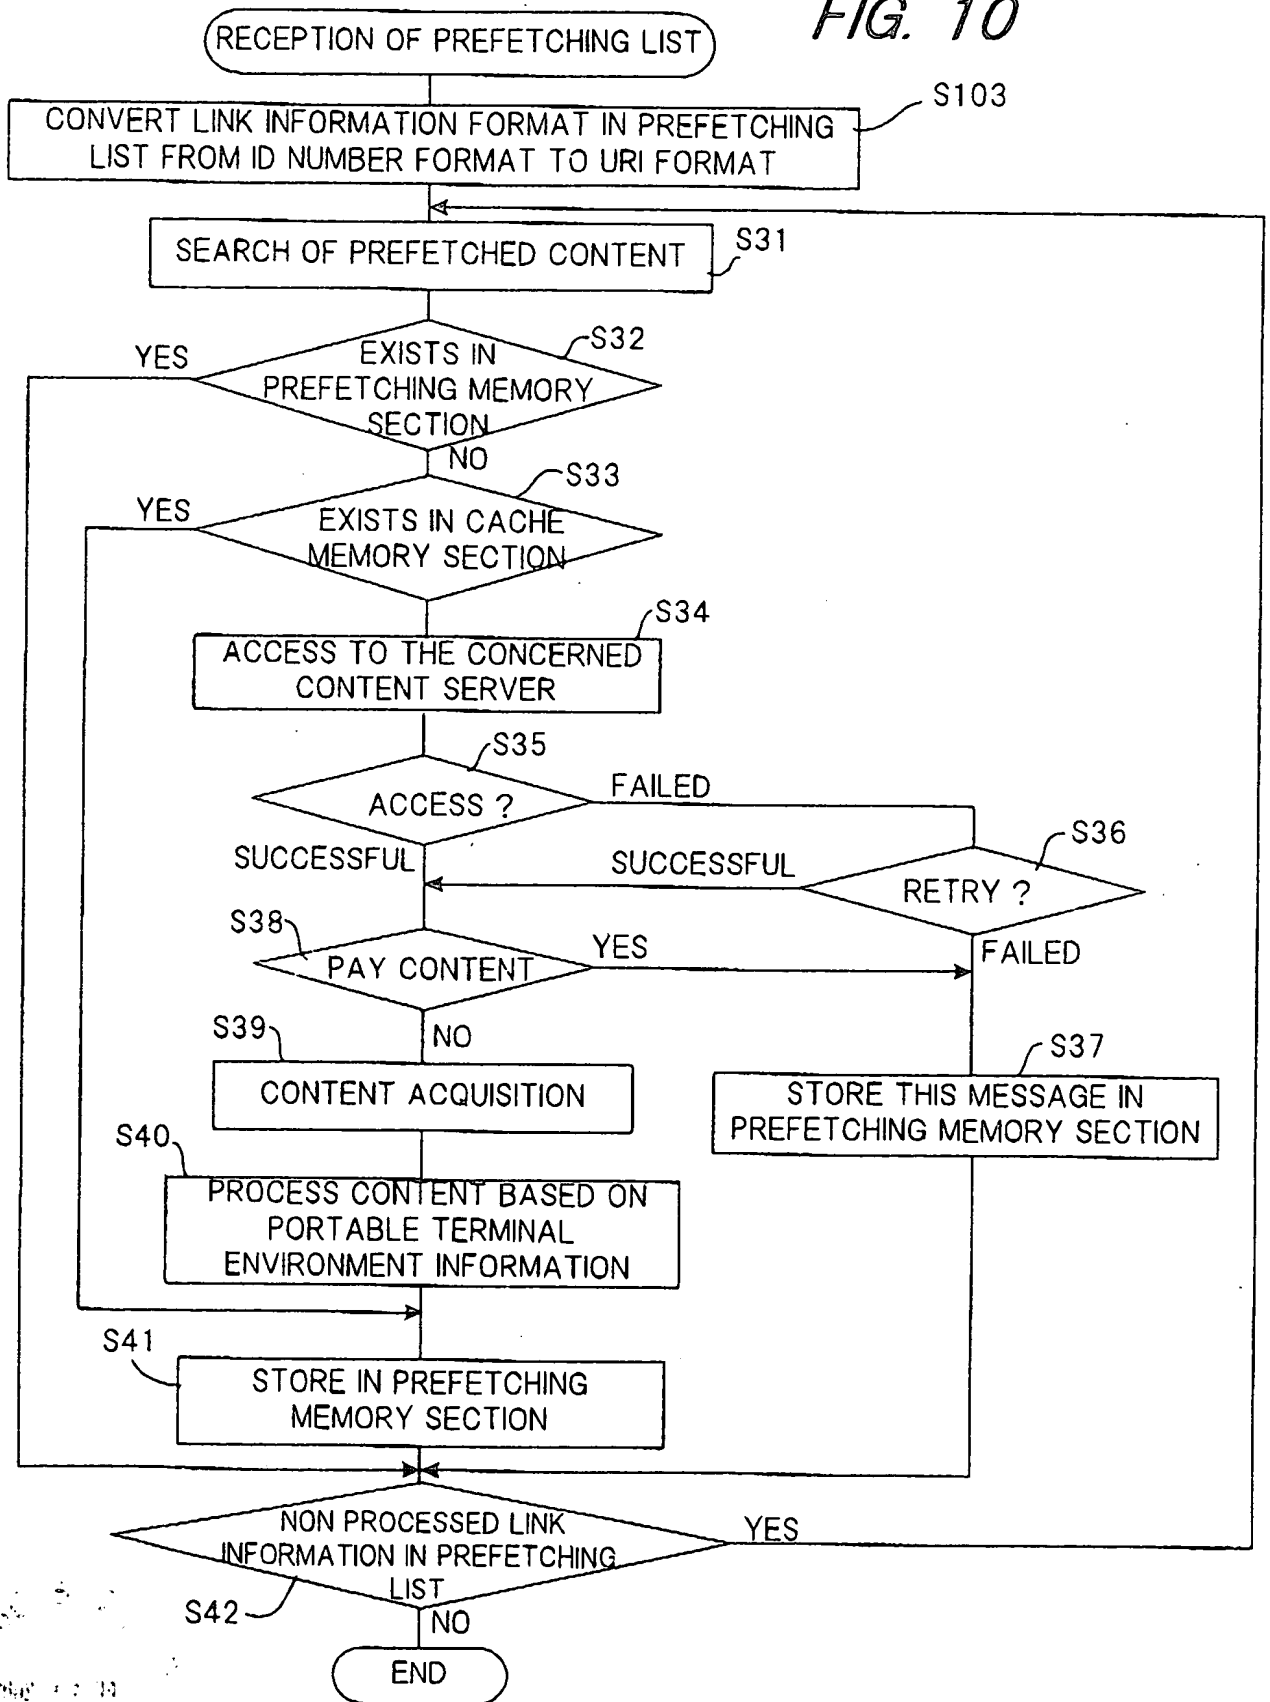 FIG. 10
RECEPTION OF PREFETCHING LIST
S103
CONVERT LINK INFORMATION FORMAT IN PREFETCHING
LIST FROM ID NUMBER FORMAT TO URI FORMAT
S31
SEARCH OF PREFETCHED CONTENT
S32
YES
EXISTS IN
PREFETCHING MEMORY
SECTION
NO
S33
YES
EXISTS IN CACHE
MEMORY SECTION
S34
ACCESS TO THE CONCERNED
CONTENT SERVER
S35
FAILED
ACCESS ?
S36
SUCCESSFUL
SUCCESSFUL
RETRY ?
S38
YES
FAILED
PAY CONTENT
S39
NO
S37
CONTENT ACQUISITION
STORE THIS MESSAGE IN
PREFETCHING MEMORY SECTION
S40
PROCESS CONTENT BASED ON
PORTABLE TERMINAL
ENVIRONMENT INFORMATION
S41
STORE IN PREFETCHING
MEMORY SECTION
NON PROCESSED LINK
INFORMATION IN PREFETCHING
LIST
YES
S42
NO
END